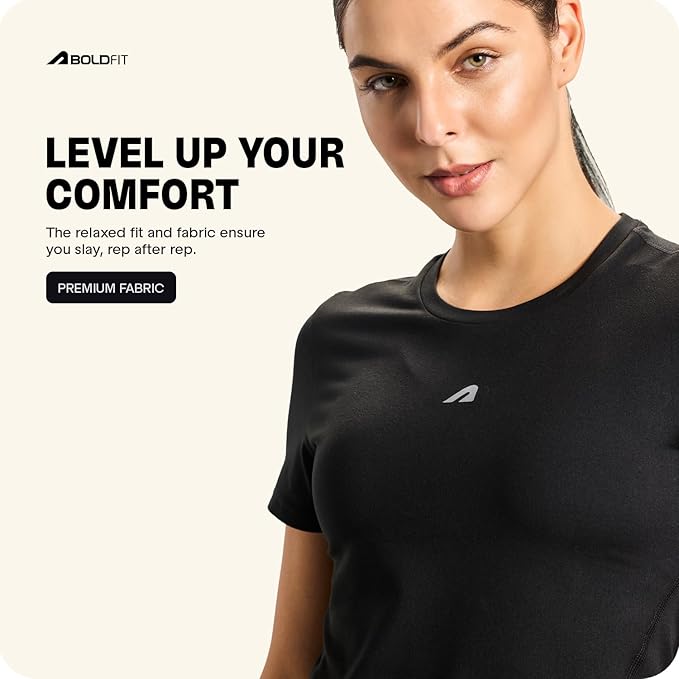 BOLDFIT
LEVEL UP YOUR
COMFORT
The relaxed fit and fabric ensure
you slay, rep after rep.
PREMIUM FABRIC